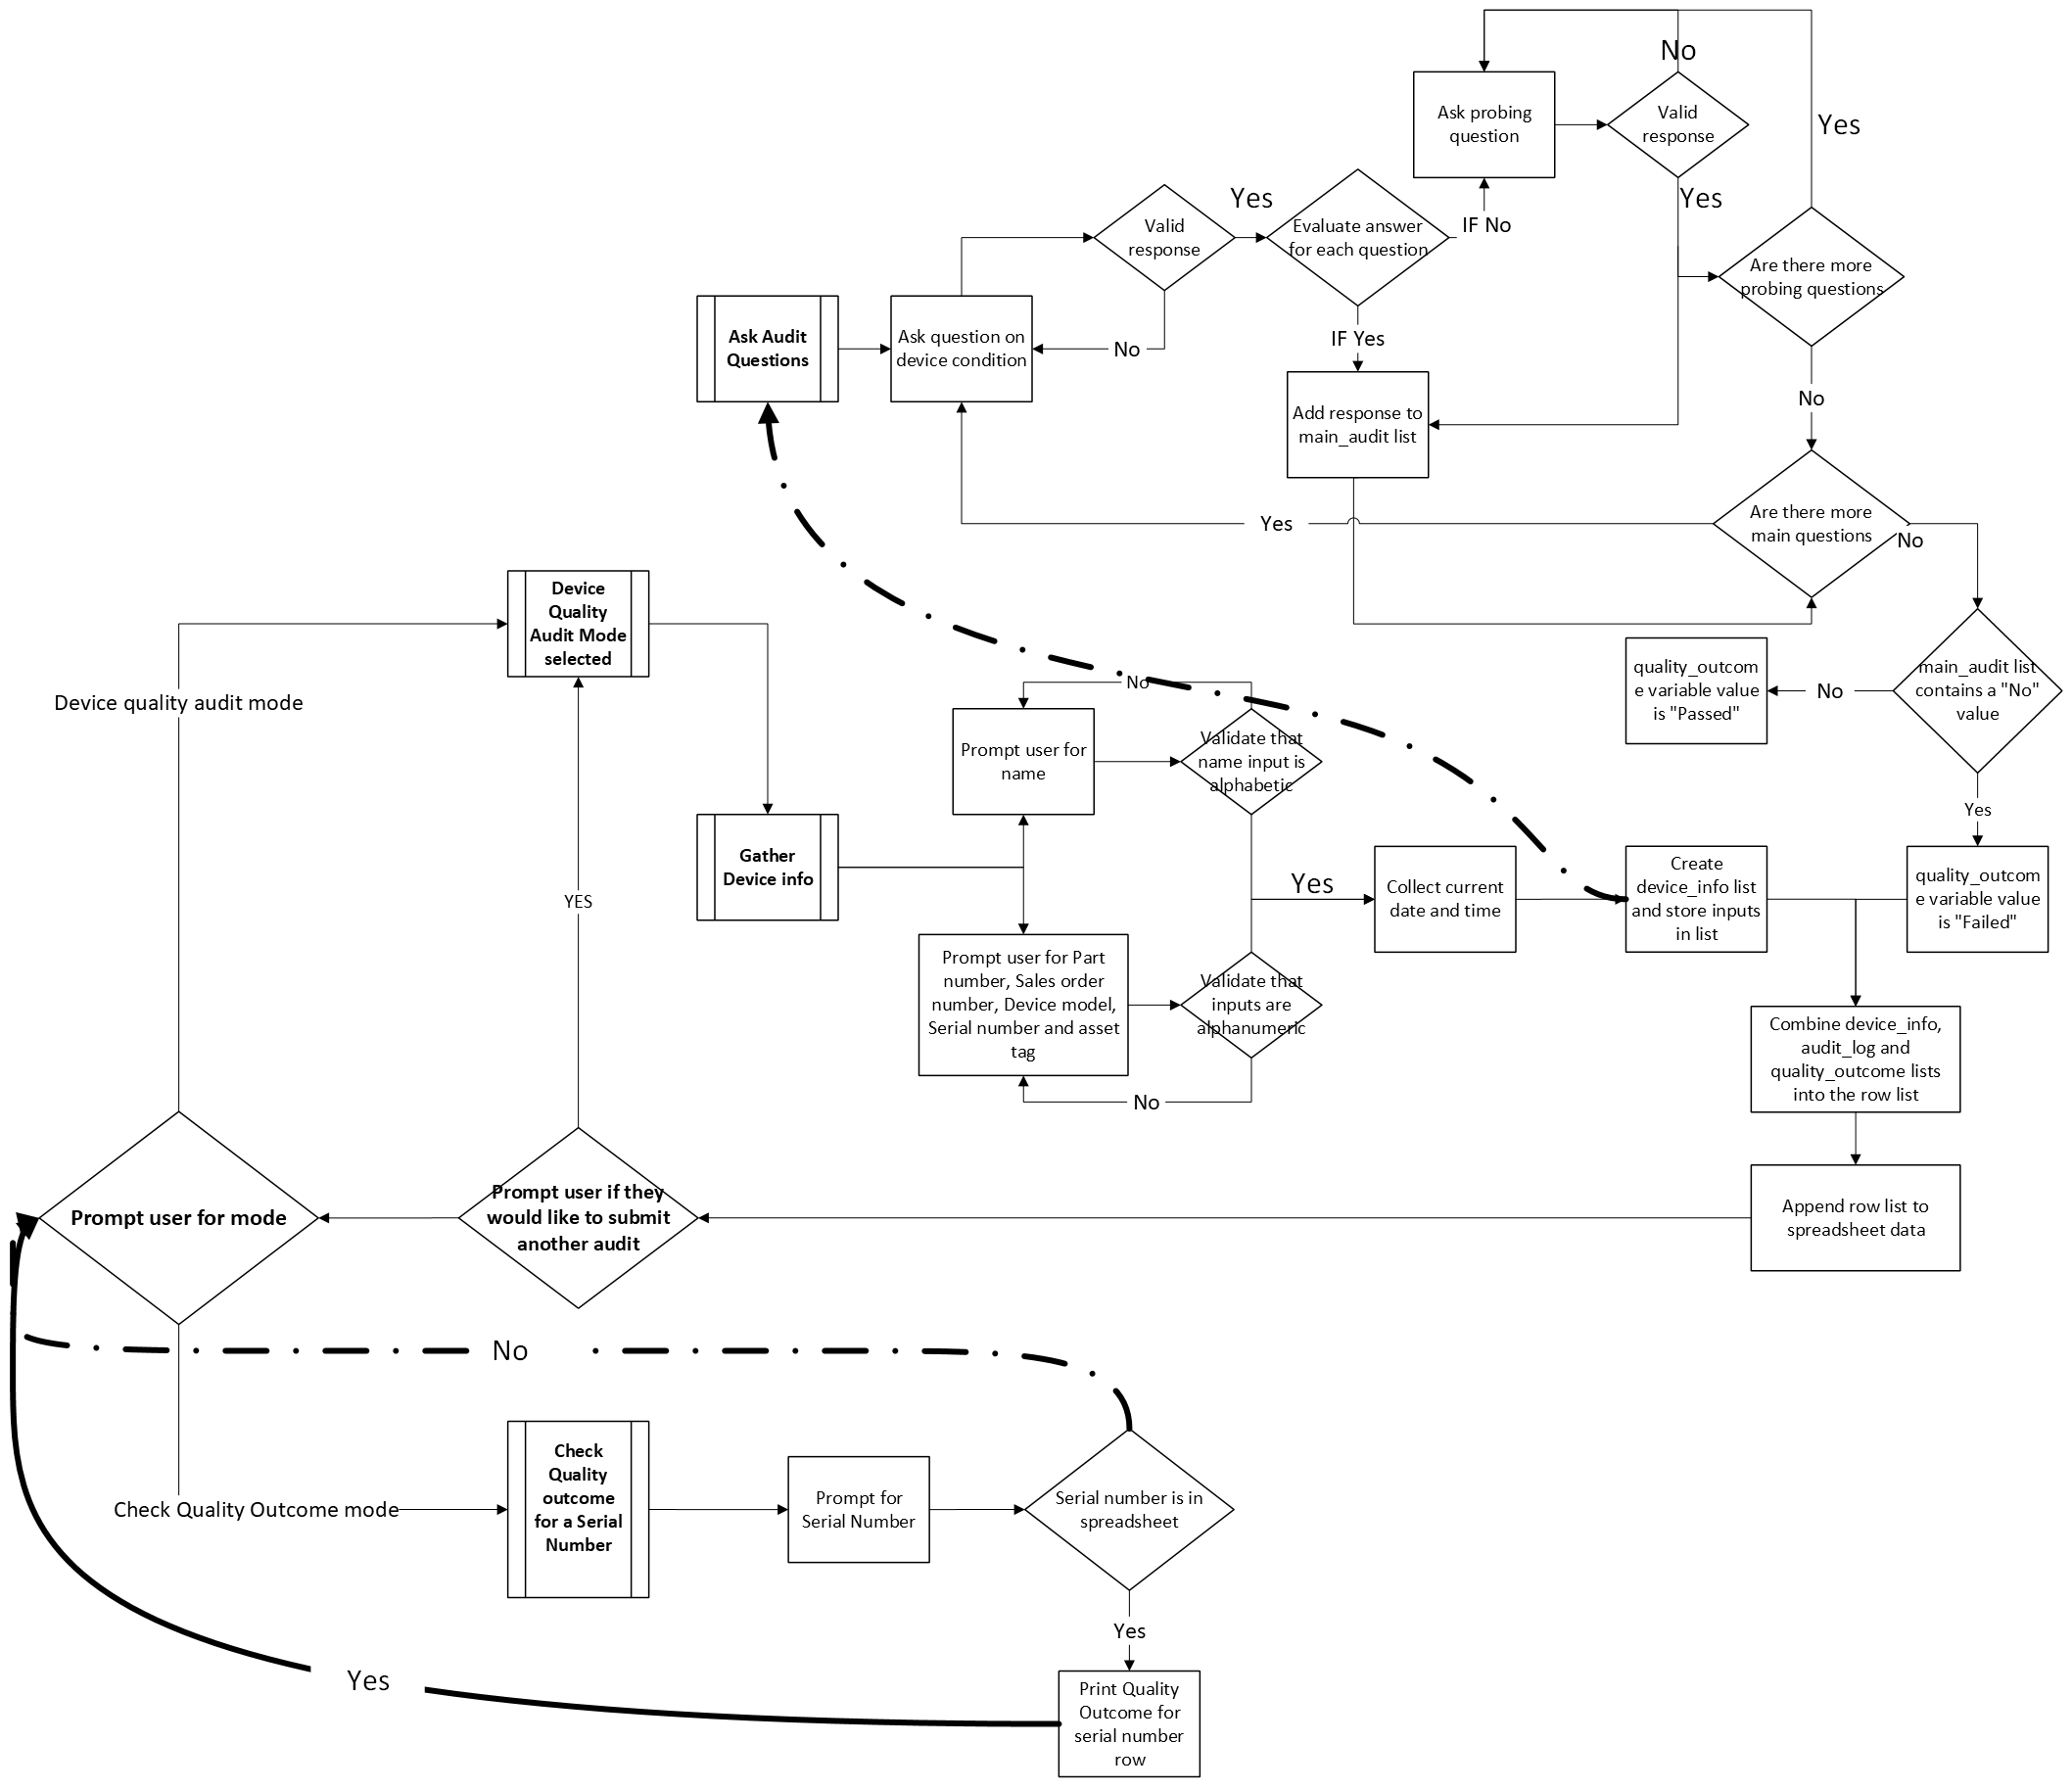 No
Ask probing
question
Valid
response
Yes
Yes
Valid
response
Yes
Evaluate answer
for each question
IF No
Are there more
probing questions
Ask Audit
Questions
Ask question on
device condition
No
IF Yes
Add response to
main_audit list
No
Yes
Are there more
main questions
No
Device
Quality
Audit Mode
selected
quality_outcom
e variable value
is "Passed"
No
main_audit list
contains a "No"
value
Device quality audit mode
No
Prompt user for
name
Validate that
name input is
alphabetic
Yes
Gather
Device info
YES
Yes
Collect current
date and time
Create
device_info list
and store inputs
in list
quality_outcom
e variable value
is "Failed"
Prompt user for Part
number, Sales order
number, Device model,
Serial number and asset
tag
Validate that
inputs are
alphanumeric
No
Combine device_info,
audit_log and
quality_outcome lists
into the row list
Prompt user for mode
Prompt user if they
would like to submit
another audit
Append row list to
spreadsheet data
No
Check Quality Outcome mode
Check
Quality
outcome
for a Serial
Number
Prompt for
Serial Number
Serial number is in
spreadsheet
Yes
Yes
Print Quality
Outcome for
serial number
row